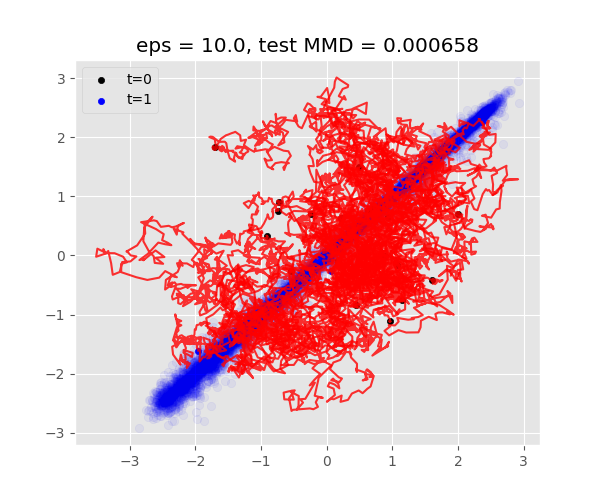 eps = 10.0, test MMD = 0.000658
t=0
t=1
3
2
1
0
−1
−2
−3
−3 −2 −1 0 1 2 3